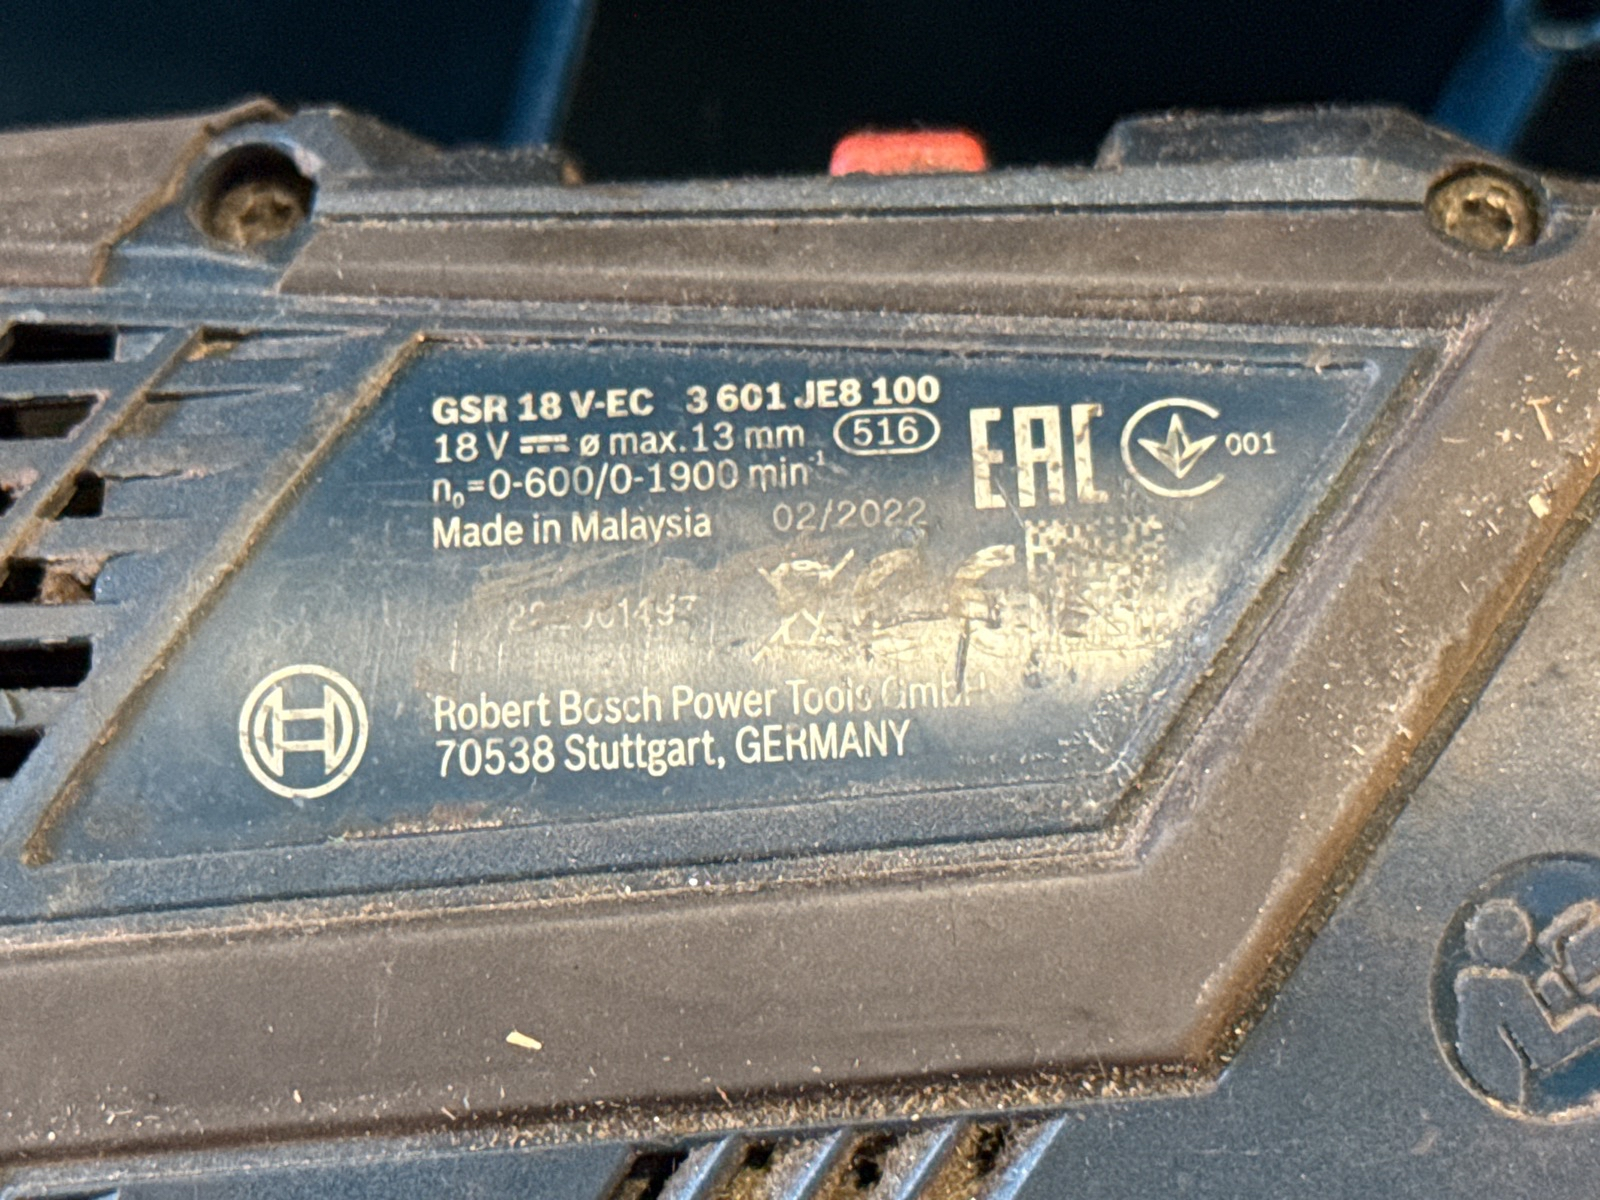 GSR 18 V-EC 3 601 JE8 100
18 V ⎓ ø max. 13 mm 516
n₀=0-600/0-1900 min⁻¹
Made in Malaysia 02/2022
EAC
001
Robert Bosch Power Tools GmbH
70538 Stuttgart, GERMANY